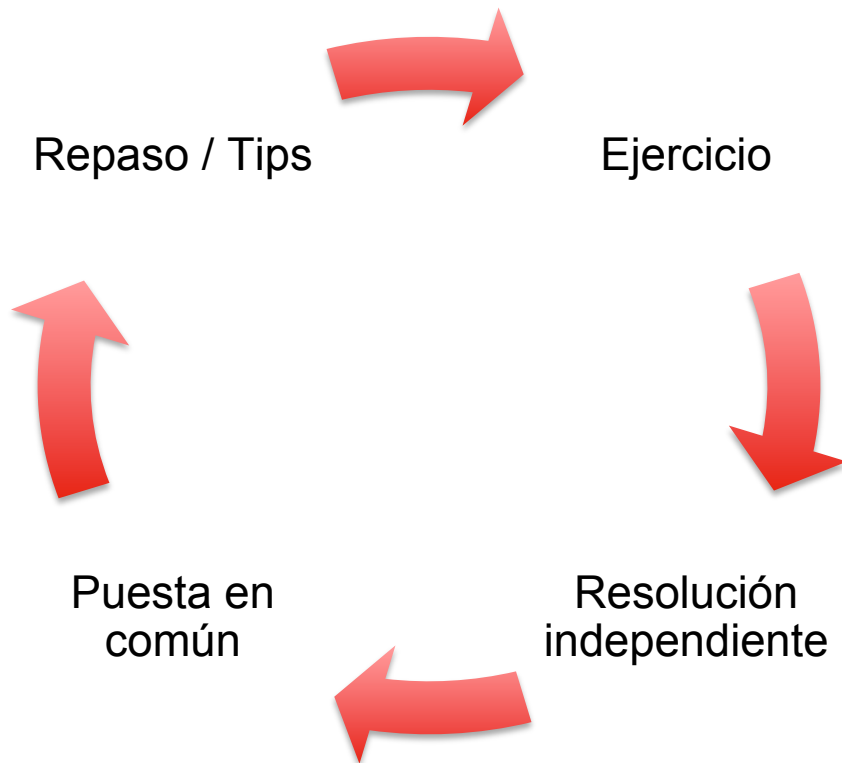 Repaso / Tips
Ejercicio
Resolución
independiente
Puesta en
común